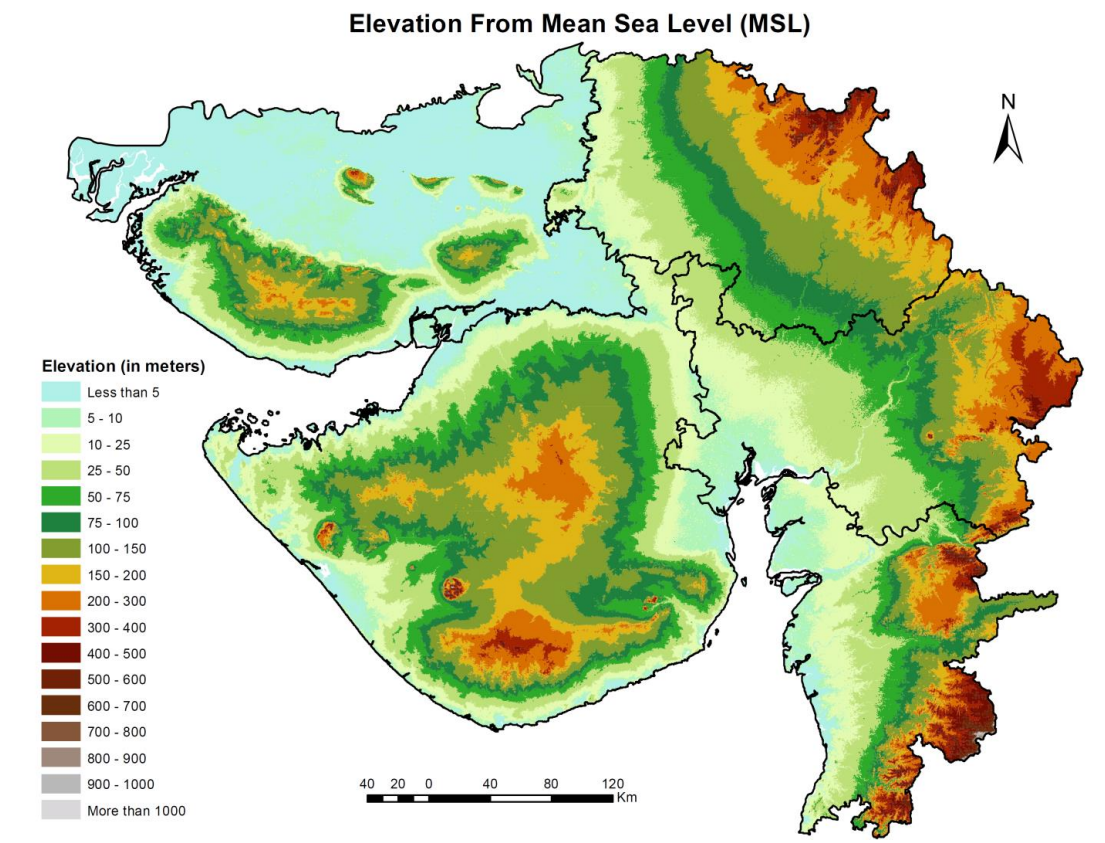 Elevation From Mean Sea Level (MSL)
N
Elevation (in meters)
Less than 5
5 - 10
10 - 25
25 - 50
50 - 75
75 - 100
100 - 150
150 - 200
200 - 300
300 - 400
400 - 500
500 - 600
600 - 700
700 - 800
800 - 900
900 - 1000
More than 1000
40 20 0 40 80 120
Km